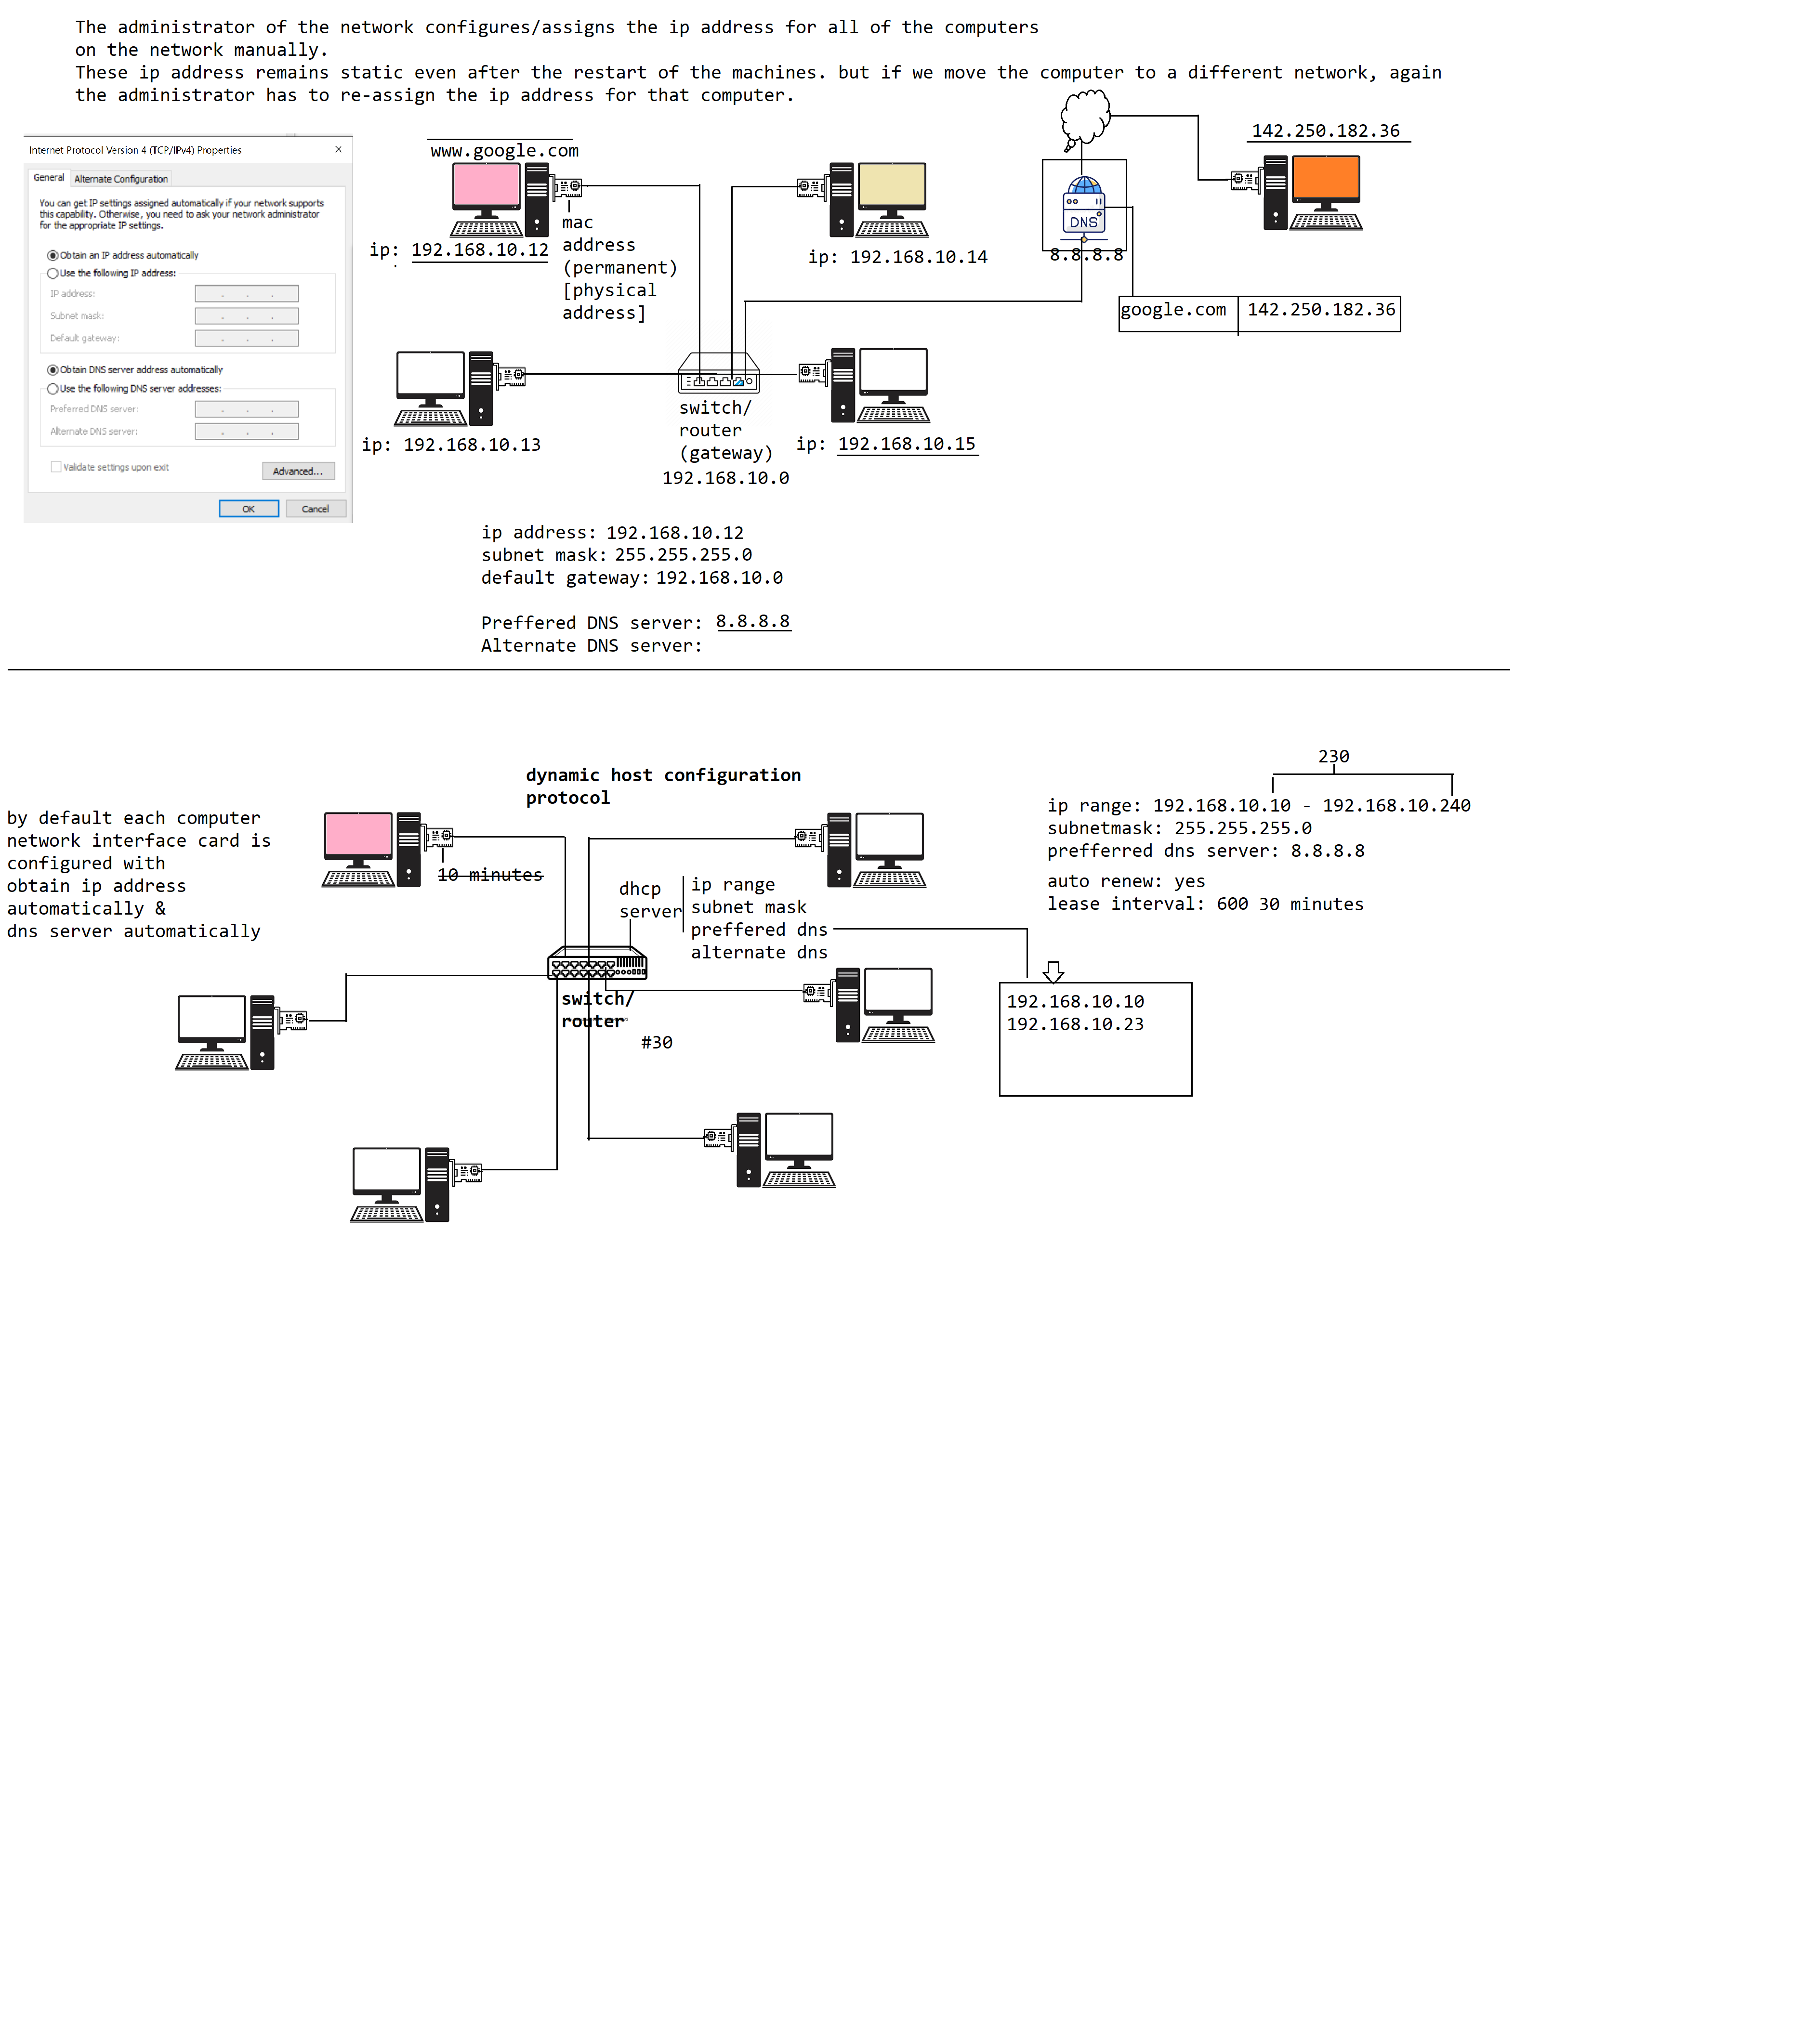 The administrator of the network configures/assigns the ip address for all of the computers
on the network manually.
These ip address remains static even after the restart of the machines. but if we move the computer to a different network, again
the administrator has to re-assign the ip address for that computer.
Internet Protocol Version 4 (TCP/IPv4) Properties
General
Alternate Configuration
You can get IP settings assigned automatically if your network supports
this capability. Otherwise, you need to ask your network administrator
for the appropriate IP settings.
Obtain an IP address automatically
Use the following IP address:
IP address:
Subnet mask:
Default gateway:
Obtain DNS server address automatically
Use the following DNS server addresses:
Preferred DNS server:
Alternate DNS server:
Validate settings upon exit
Advanced...
OK
Cancel
www.google.com
ip: 192.168.10.12
mac
address
(permanent)
[physical
address]
ip: 192.168.10.14
DNS
8.8.8.8
142.250.182.36
google.com 142.250.182.36
ip: 192.168.10.13
switch/
router
(gateway)
192.168.10.0
ip: 192.168.10.15
ip address: 192.168.10.12
subnet mask: 255.255.255.0
default gateway: 192.168.10.0
Preffered DNS server: 8.8.8.8
Alternate DNS server:
dynamic host configuration
protocol
by default each computer
network interface card is
configured with
obtain ip address
automatically &
dns server automatically
10 minutes
dhcp
server
ip range
subnet mask
preffered dns
alternate dns
switch/
router
#30
230
ip range: 192.168.10.10 - 192.168.10.240
subnetmask: 255.255.255.0
prefferred dns server: 8.8.8.8
auto renew: yes
lease interval: 600 30 minutes
192.168.10.10
192.168.10.23